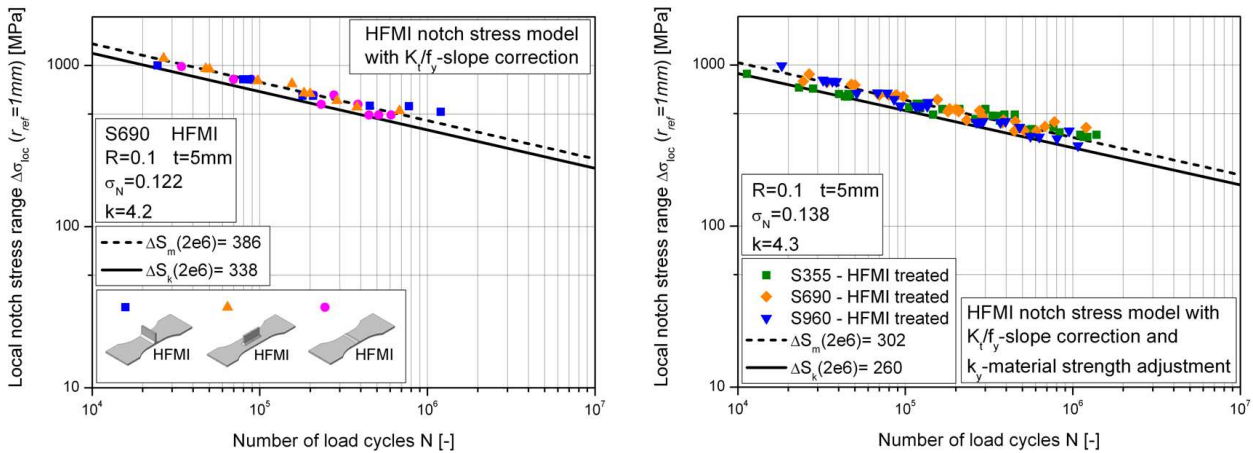 Local notch stress range Δσloc (rref=1mm) [MPa]
1000
100
10
HFMI notch stress model
with Kt/fy-slope correction
S690 HFMI
R=0.1 t=5mm
σN=0.122
k=4.2
ΔSm(2e6)= 386
ΔSk(2e6)= 338
HFMI
HFMI
HFMI
10^4
10^5
10^6
10^7
Number of load cycles N [-]
Local notch stress range Δσloc (rref=1mm) [MPa]
1000
100
10
R=0.1 t=5mm
σN=0.138
k=4.3
S355 - HFMI treated
S690 - HFMI treated
S960 - HFMI treated
ΔSm(2e6)= 302
ΔSk(2e6)= 260
HFMI notch stress model with
Kt/fy-slope correction and
ky-material strength adjustment
10^4
10^5
10^6
10^7
Number of load cycles N [-]